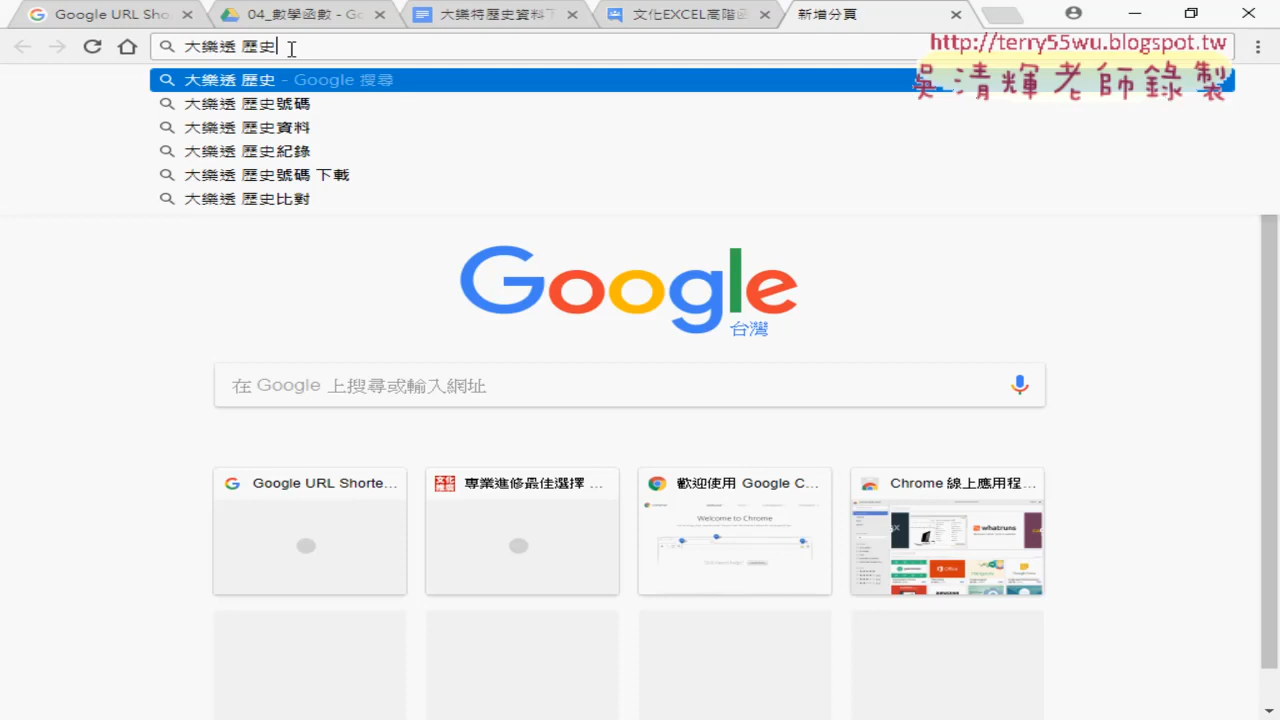 Google URL Sho
04_數學函數 - Go
大樂特歷史資料下
文化EXCEL高階函
新增分頁
大樂透 歷史
http://terry55wu.blogspot.tw
吳清輝老師錄製
大樂透 歷史 - Google 搜尋
大樂透 歷史號碼
大樂透 歷史資料
大樂透 歷史紀錄
大樂透 歷史號碼 下載
大樂透 歷史比對
Google
台灣
在 Google 上搜尋或輸入網址
Google URL Shorte...
專業進修最佳選擇 ...
歡迎使用 Google C...
Chrome 線上應用程...
Welcome to Chrome
whatruns
Office